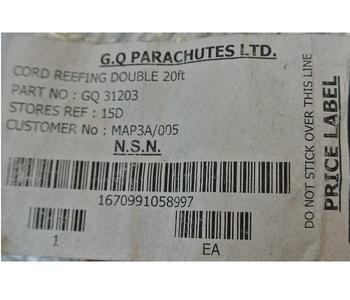 G.Q PARACHUTES LTD.
CORD REEFING DOUBLE 20ft
PART NO : GQ 31203
STORES REF : 15D
CUSTOMER No : MAP3A/005
N.S.N.
1670991058997
1
EA
DO NOT STICK OVER THIS LINE
PRICE LABEL